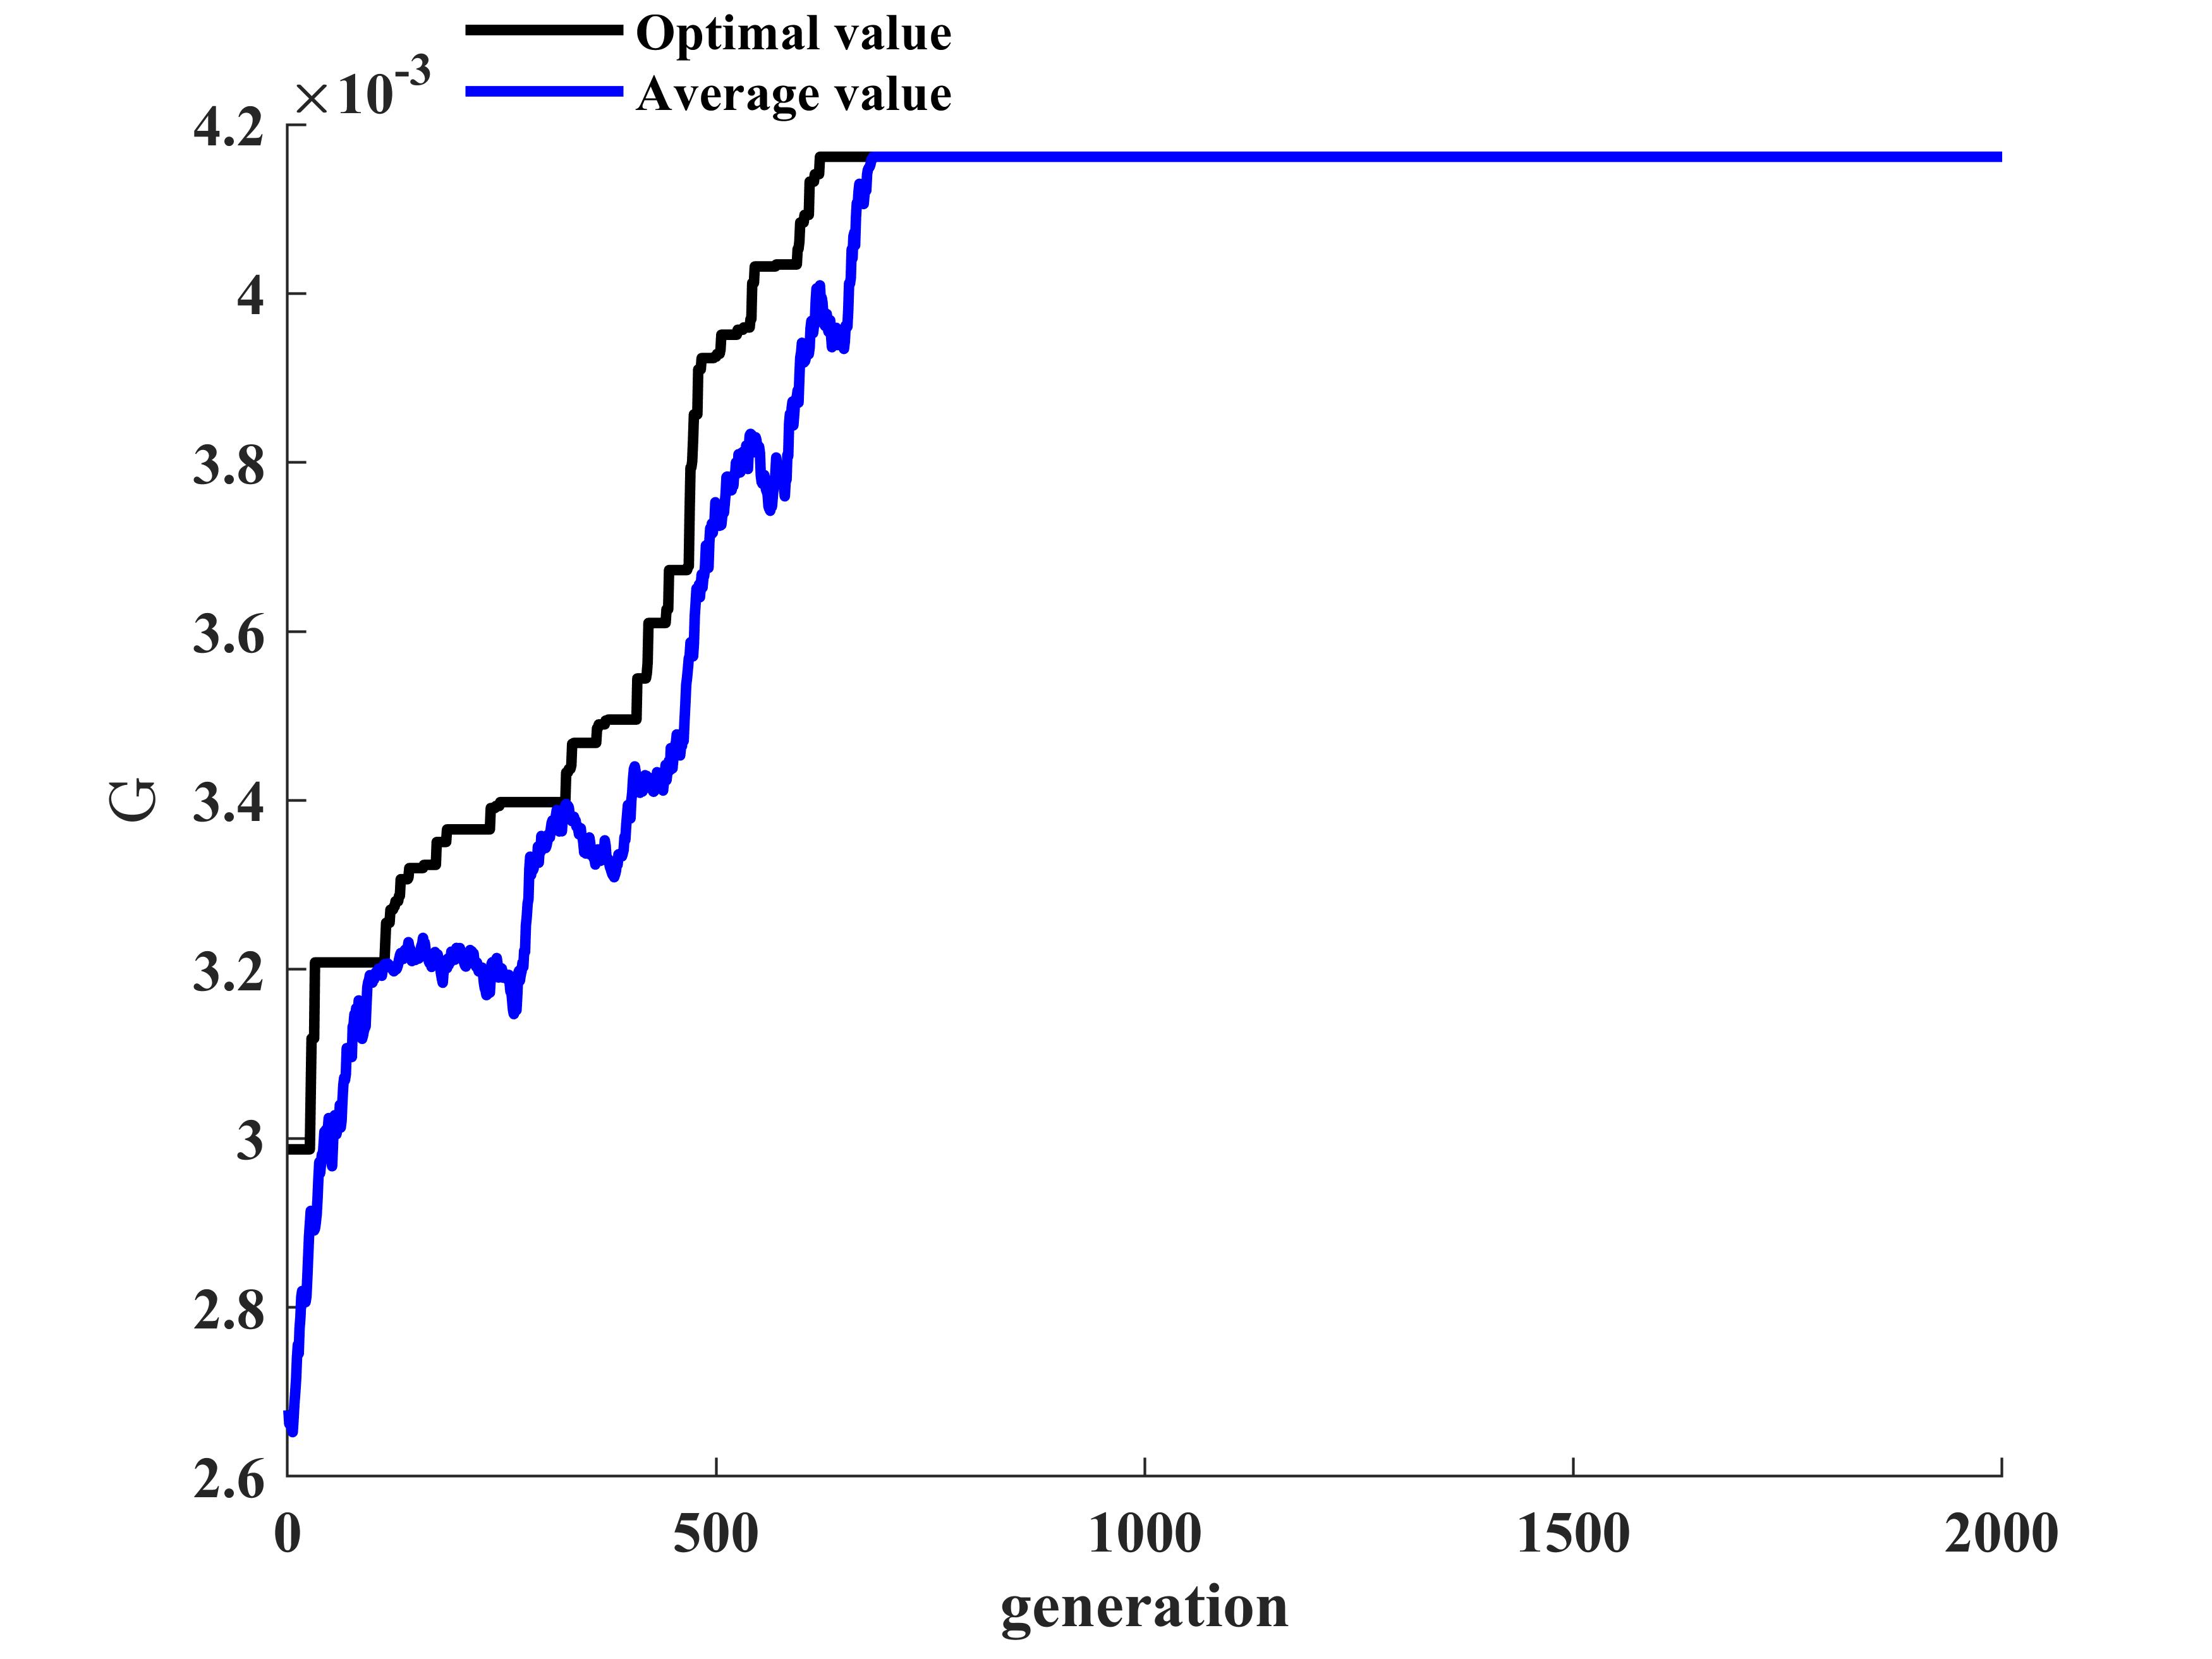 Optimal value
Average value
×10-3
4.2
4
3.8
3.6
3.4
3.2
3
2.8
2.6
G
0 500 1000 1500 2000
generation